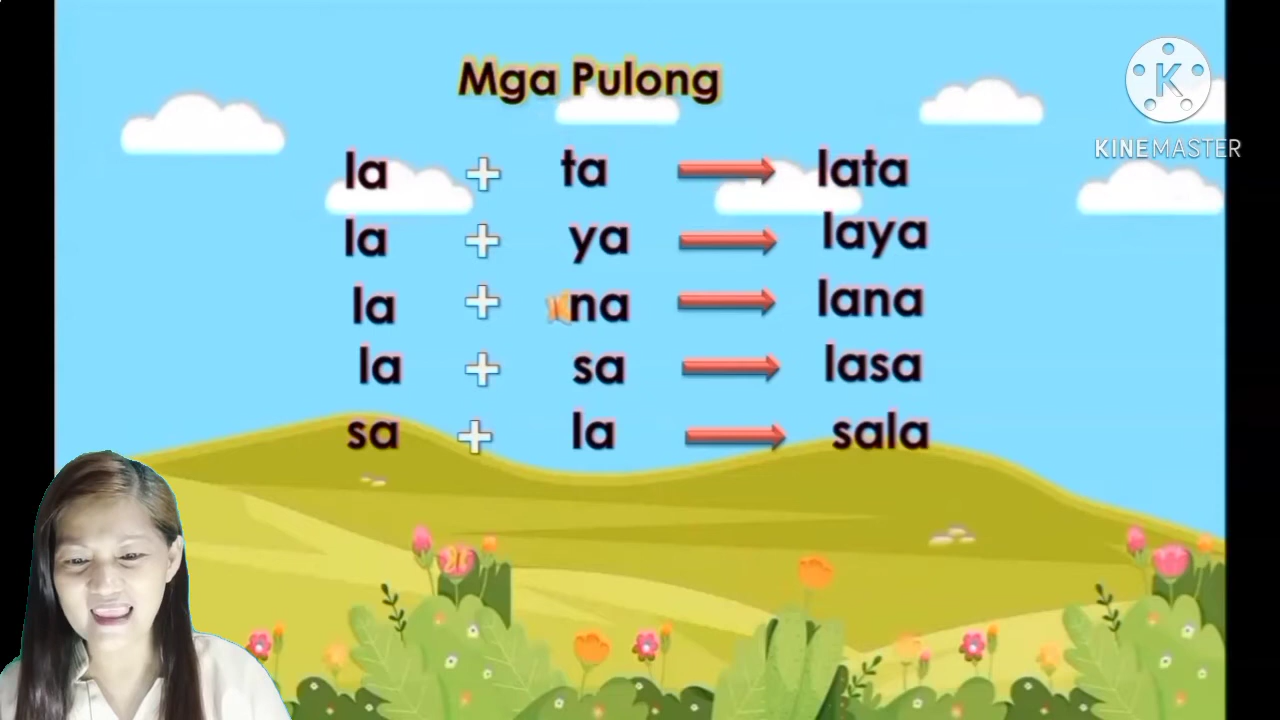 Mga Pulong
K
KINEMASTER
la + ta → lata
la + ya → laya
la + na → lana
la + sa → lasa
sa + la → sala